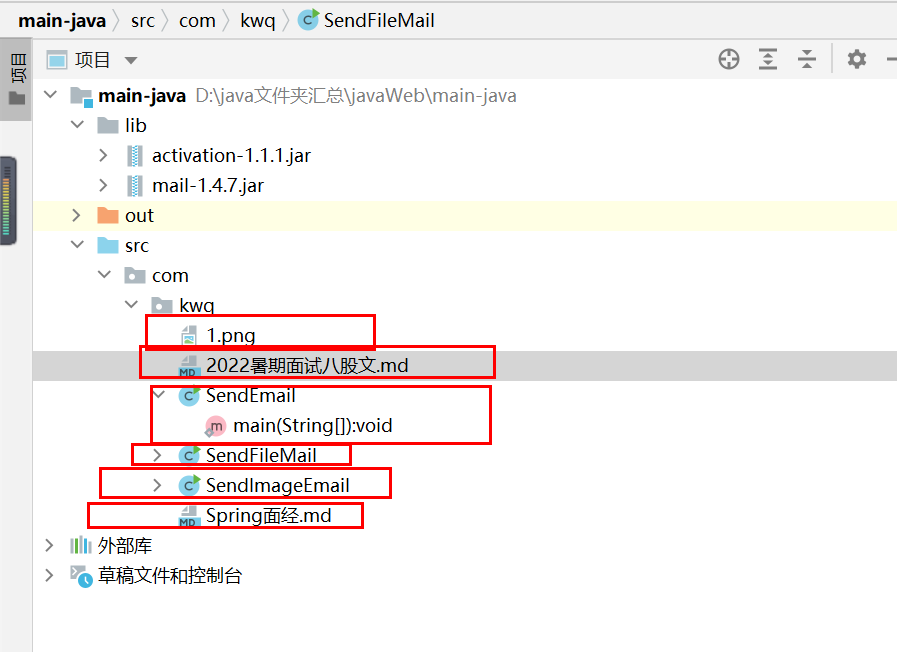 main-java src com kwq SendFileMail
项目
项目
main-java D:\java文件夹汇总\javaWeb\main-java
lib
activation-1.1.1.jar
mail-1.4.7.jar
out
src
com
kwq
1.png
2022暑期面试八股文.md
SendEmail
main(String[]):void
SendFileMail
SendImageEmail
Spring面经.md
外部库
草稿文件和控制台